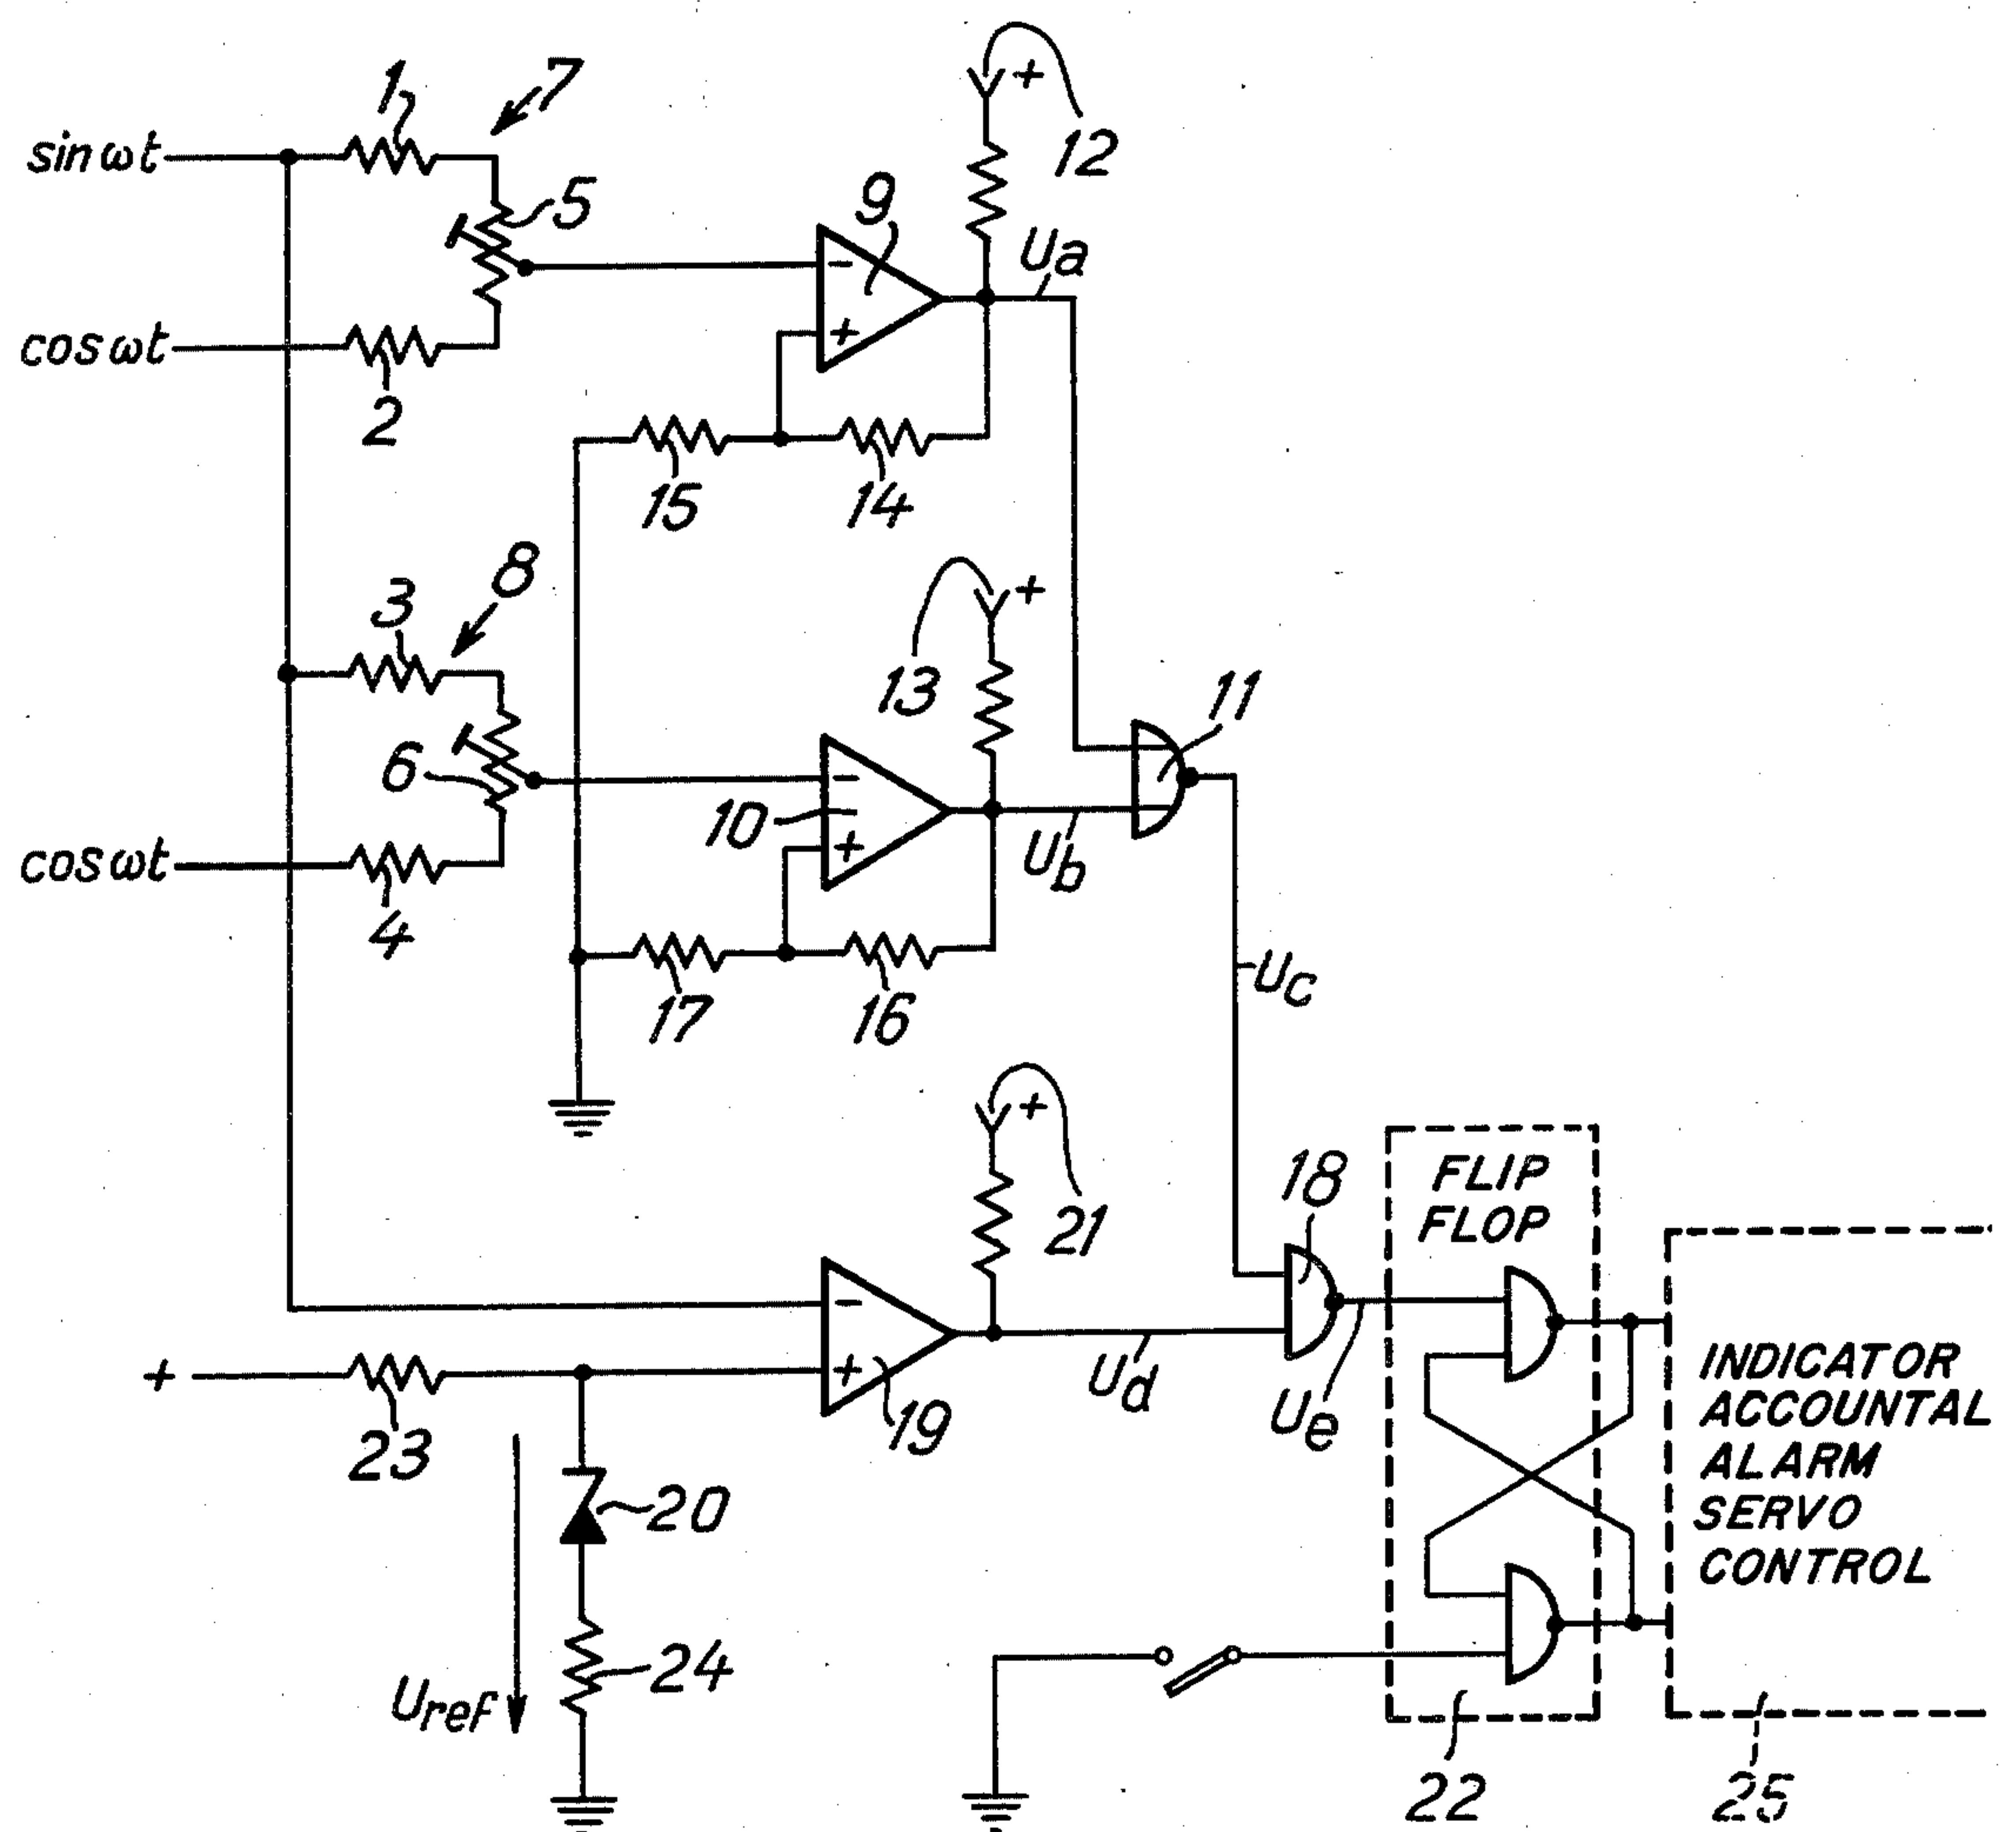 1
7
12
+
sin ωt
5
9
−
Ua
cos ωt
+
2
15
14
8
3
+
13
11
6
−
10
+
Ub
cos ωt
4
17
16
Uc
+
21
18
FLIP
FLOP
−
+
+
Ud
Ue
19
23
20
INDICATOR
ACCOUNTAL
ALARM
SERVO
CONTROL
24
Uref
22
25